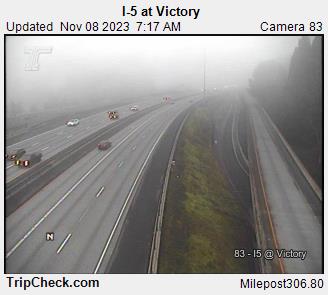 I-5 at Victory
Updated Nov 08 2023 7:17 AM Camera 83
N
83 - I5 @ Victory
TripCheck.com Milepost306.80